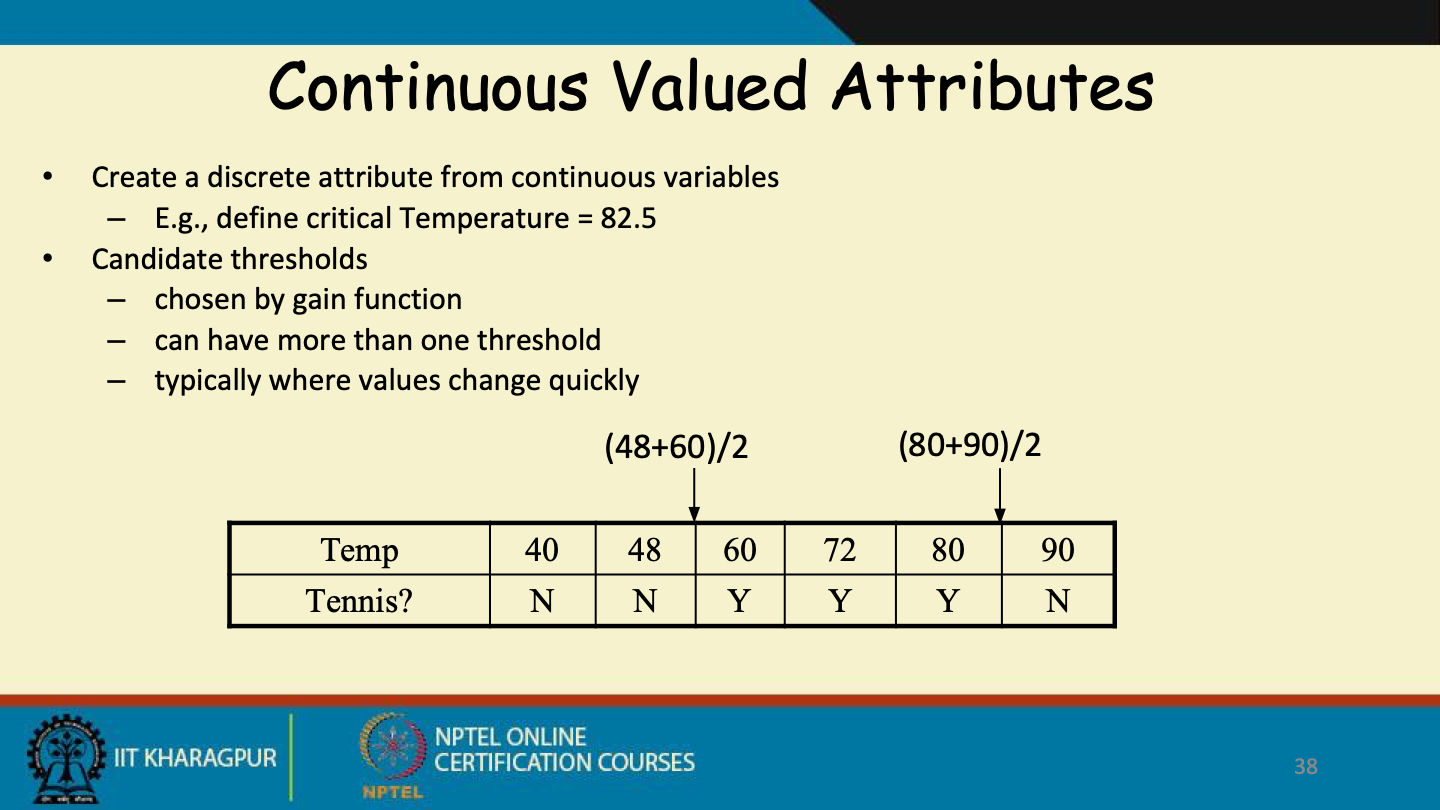 Continuous Valued Attributes
• Create a discrete attribute from continuous variables
– E.g., define critical Temperature = 82.5
• Candidate thresholds
– chosen by gain function
– can have more than one threshold
– typically where values change quickly
(48+60)/2 (80+90)/2
Temp 40 48 60 72 80 90
Tennis? N N Y Y Y N
IIT KHARAGPUR
NPTEL
NPTEL ONLINE
CERTIFICATION COURSES
38